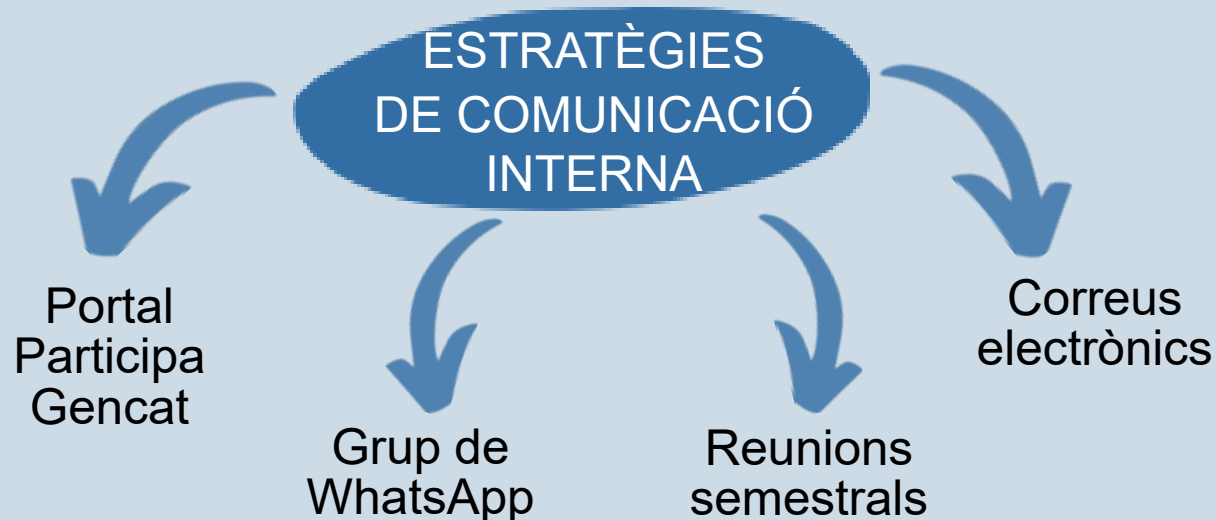 ESTRATÈGIES
DE COMUNICACIÓ
INTERNA
Portal
Participa
Gencat
Grup de
WhatsApp
Reunions
semestrals
Correus
electrònics